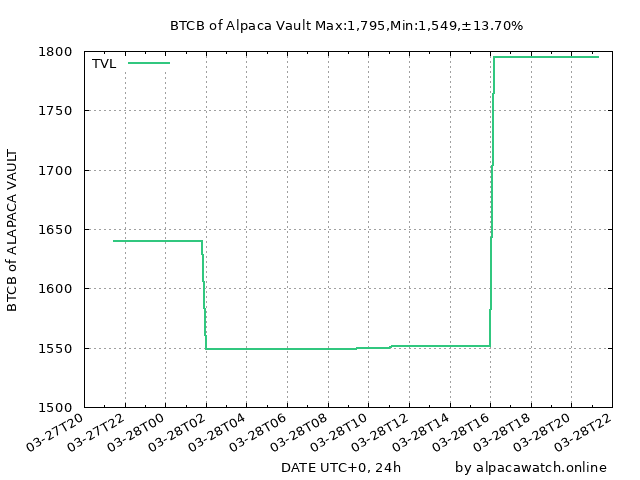 BTCB of Alpaca Vault Max:1,795,Min:1,549,±13.70%
TVL
1800
1750
1700
1650
1600
1550
1500
BTCB of ALAPACA VAULT
03-27T20
03-27T22
03-28T00
03-28T02
03-28T04
03-28T06
03-28T08
03-28T10
03-28T12
03-28T14
03-28T16
03-28T18
03-28T20
03-28T22
DATE UTC+0, 24h by alpacawatch.online